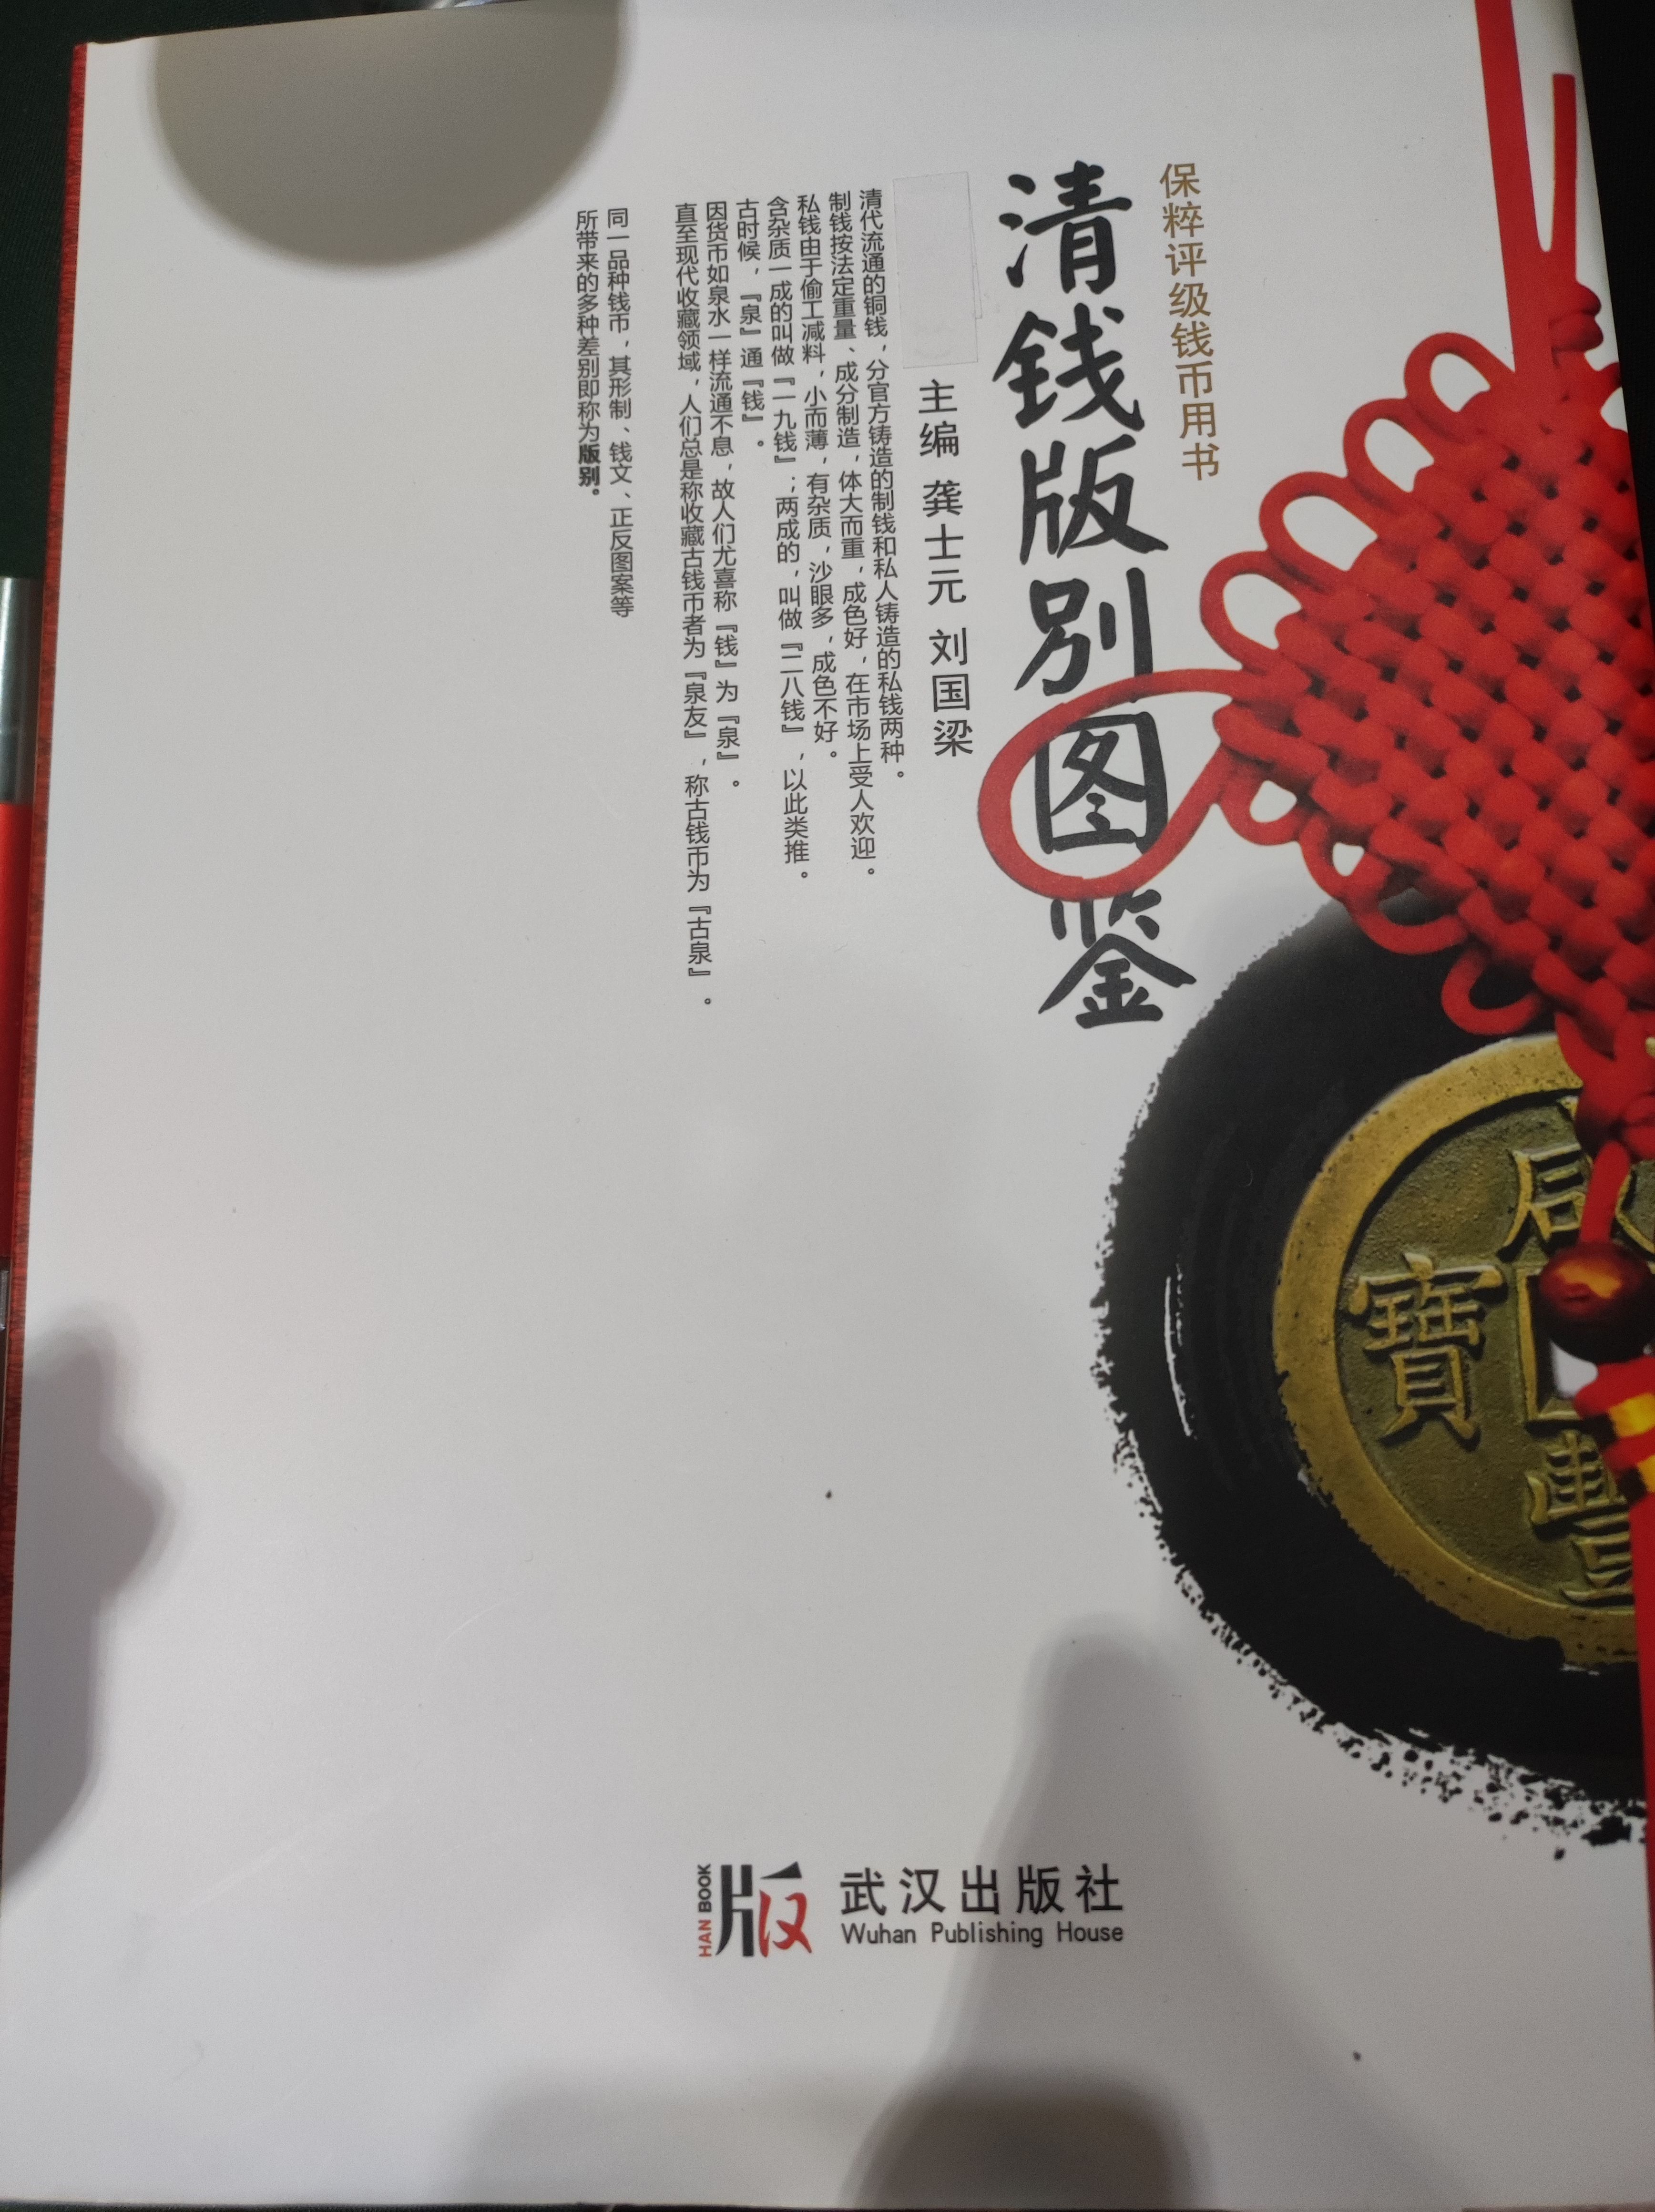 保粹评级钱币用书
清钱版别图鉴
主编 龚士元 刘国梁
清代流通的铜钱，分官方铸造的制钱和私人铸造的私钱两种。
制钱按法定重量、成分制造，体大而重，成色好，在市场上受人欢迎。
私钱由于偷工减料，小而薄，有杂质，沙眼多，成色不好。
含杂质一成的叫做『一九钱』；两成的，叫做『二八钱』，以此类推。
古时候，『泉』通『钱』。
因货币如泉水一样流通不息，故人们尤喜称『钱』为『泉』。
直至现代收藏领域，人们总是称收藏古钱币者为『泉友』，称古钱币为『古泉』。
同一品种钱币，其形制、钱文、正反图案等
所带来的多种差别即称为版别。
咸豐
寶
HAN BOOK
版汉
武汉出版社
Wuhan Publishing House